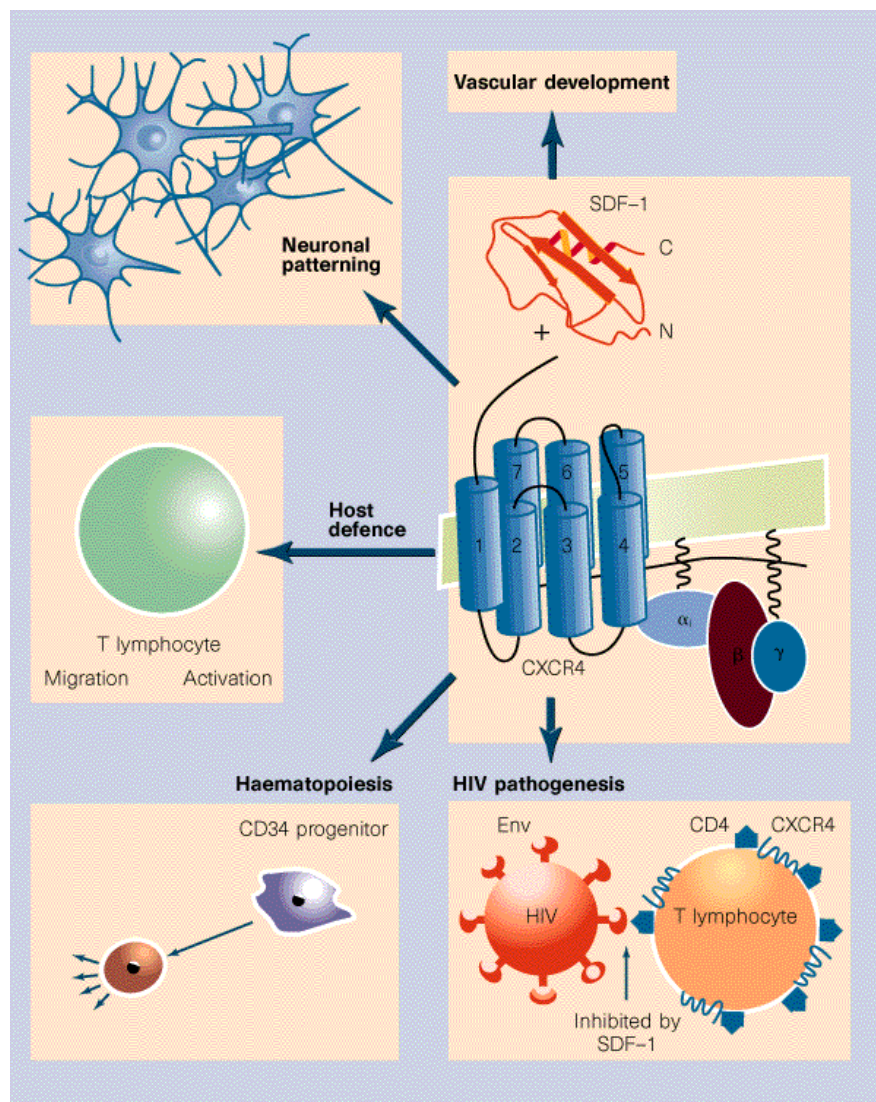 Vascular development
SDF–1
C
+
N
Neuronal
patterning
7
6
5
1
2
3
4
αi
β
γ
CXCR4
Host
defence
T lymphocyte
Migration Activation
Haematopoiesis
CD34 progenitor
HIV pathogenesis
Env
CD4
CXCR4
HIV
T lymphocyte
Inhibited by
SDF–1